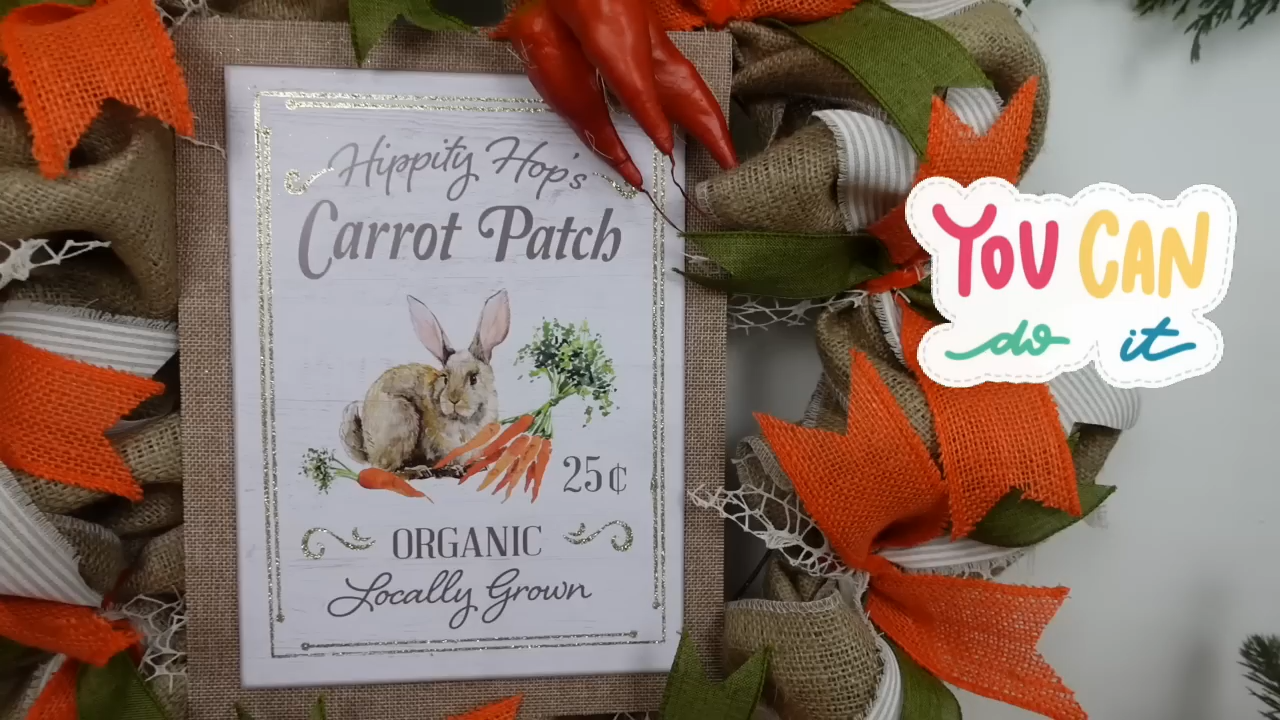 Hippity Hop's
Carrot Patch
25¢
ORGANIC
Locally Grown
YOU CAN
do it